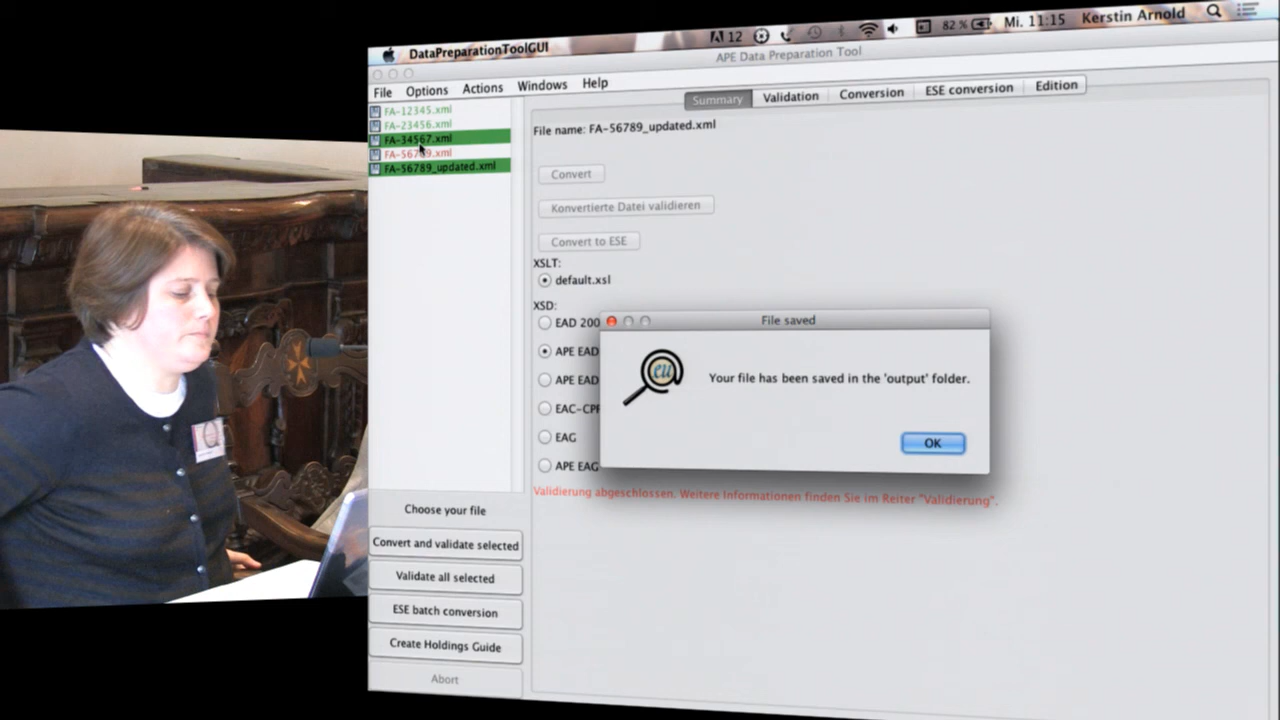 DataPreparationToolGUI
12
82 %
Mi. 11:15
Kerstin Arnold
APE Data Preparation Tool
File
Options
Actions
Windows
Help
FA-12345.xml
FA-23456.xml
FA-34567.xml
FA-56789.xml
FA-56789_updated.xml
Summary
Validation
Conversion
ESE conversion
Edition
File name: FA-56789_updated.xml
Convert
Konvertierte Datei validieren
Convert to ESE
XSLT:
default.xsl
XSD:
EAD 200
APE EAD
APE EAD
EAC-CPF
EAG
APE EAG
File saved
eu
Your file has been saved in the 'output' folder.
OK
Validierung abgeschlossen. Weitere Informationen finden Sie im Reiter "Validierung".
Choose your file
Convert and validate selected
Validate all selected
ESE batch conversion
Create Holdings Guide
Abort